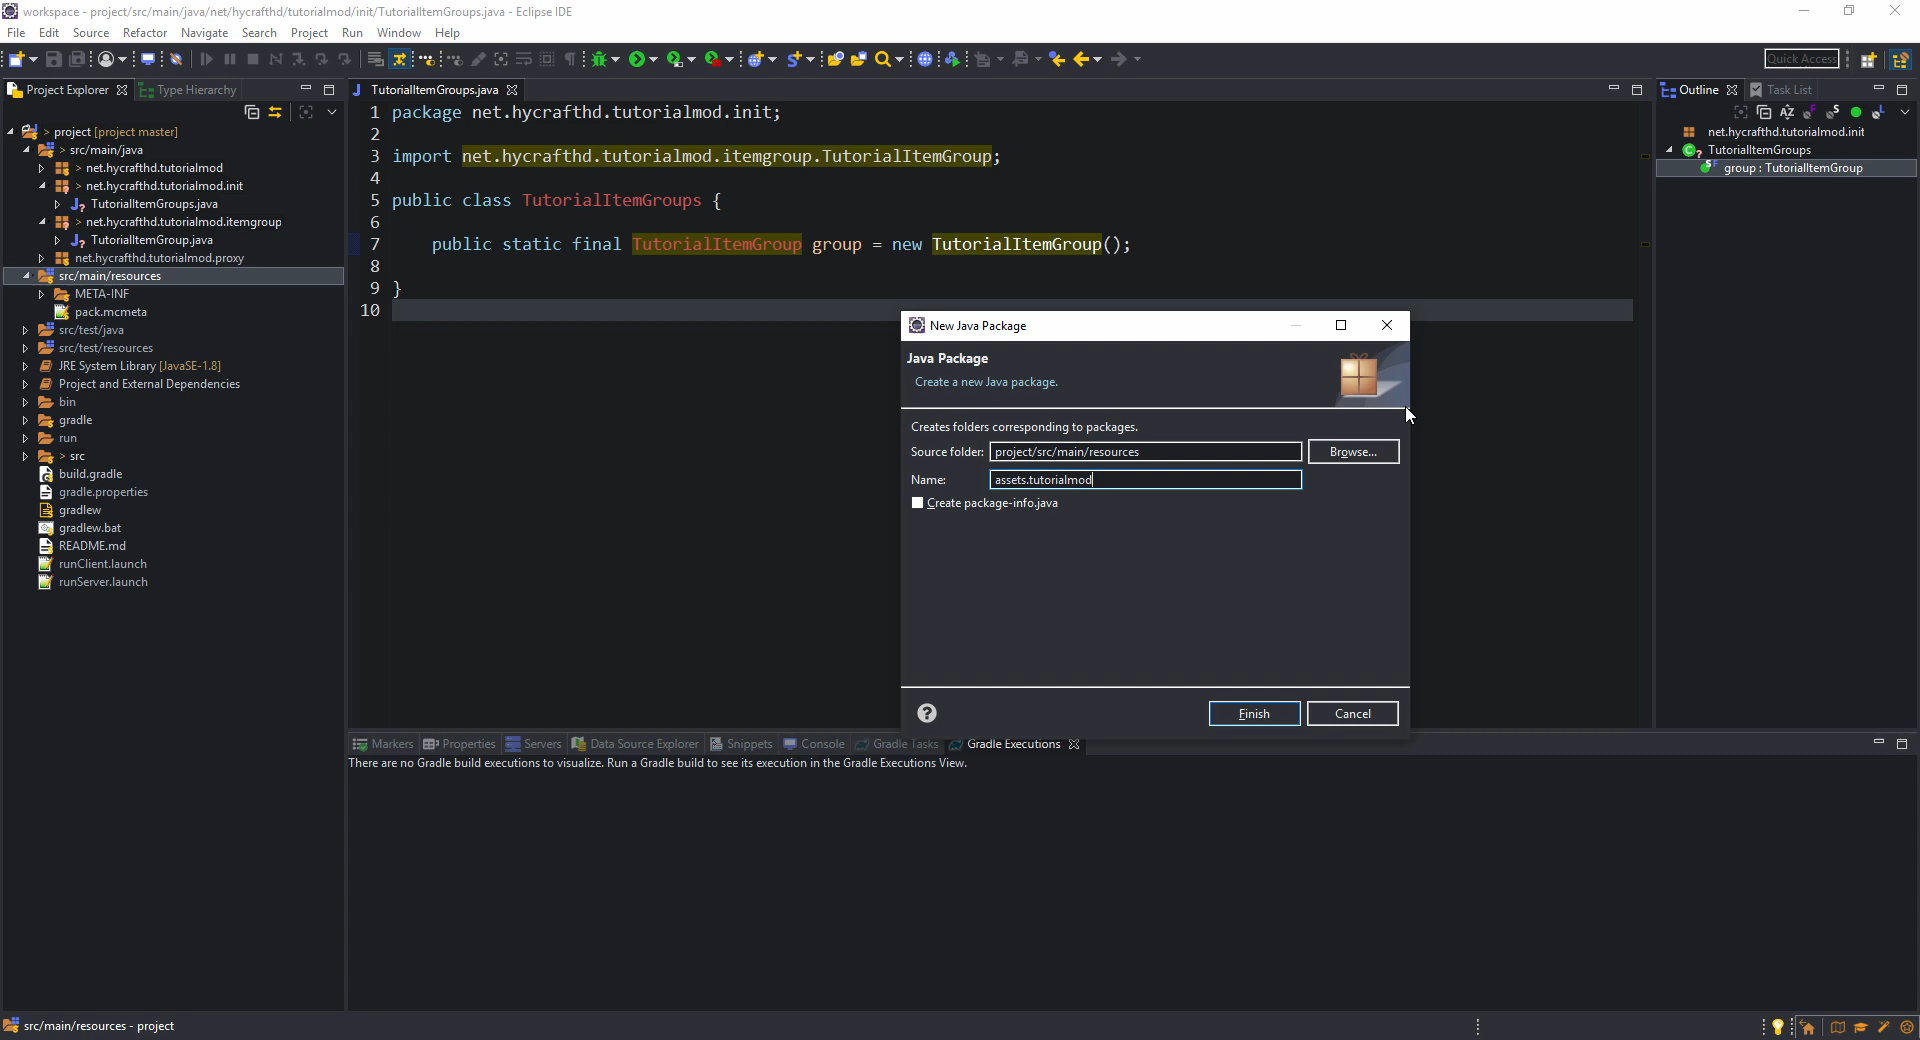 workspace - project/src/main/java/net/hycrafthd/tutorialmod/init/TutorialItemGroups.java - Eclipse IDE
File Edit Source Refactor Navigate Search Project Run Window Help
Quick Access
Project Explorer Type Hierarchy
> project [project master]
> src/main/java
> net.hycrafthd.tutorialmod
> net.hycrafthd.tutorialmod.init
TutorialItemGroups.java
> net.hycrafthd.tutorialmod.itemgroup
TutorialItemGroup.java
net.hycrafthd.tutorialmod.proxy
src/main/resources
META-INF
pack.mcmeta
src/test/java
src/test/resources
JRE System Library [JavaSE-1.8]
Project and External Dependencies
bin
gradle
run
> src
build.gradle
gradle.properties
gradlew
gradlew.bat
README.md
runClient.launch
runServer.launch
TutorialItemGroups.java
1 package net.hycrafthd.tutorialmod.init;
2
3 import net.hycrafthd.tutorialmod.itemgroup.TutorialItemGroup;
4
5 public class TutorialItemGroups {
6
7 public static final TutorialItemGroup group = new TutorialItemGroup();
8
9 }
10
New Java Package
Java Package
Create a new Java package.
Creates folders corresponding to packages.
Source folder: project/src/main/resources Browse...
Name: assets.tutorialmod
Create package-info.java
Finish Cancel
Outline Task List
net.hycrafthd.tutorialmod.init
TutorialItemGroups
group : TutorialItemGroup
Markers Properties Servers Data Source Explorer Snippets Console Gradle Tasks Gradle Executions
There are no Gradle build executions to visualize. Run a Gradle build to see its execution in the Gradle Executions View.
src/main/resources - project